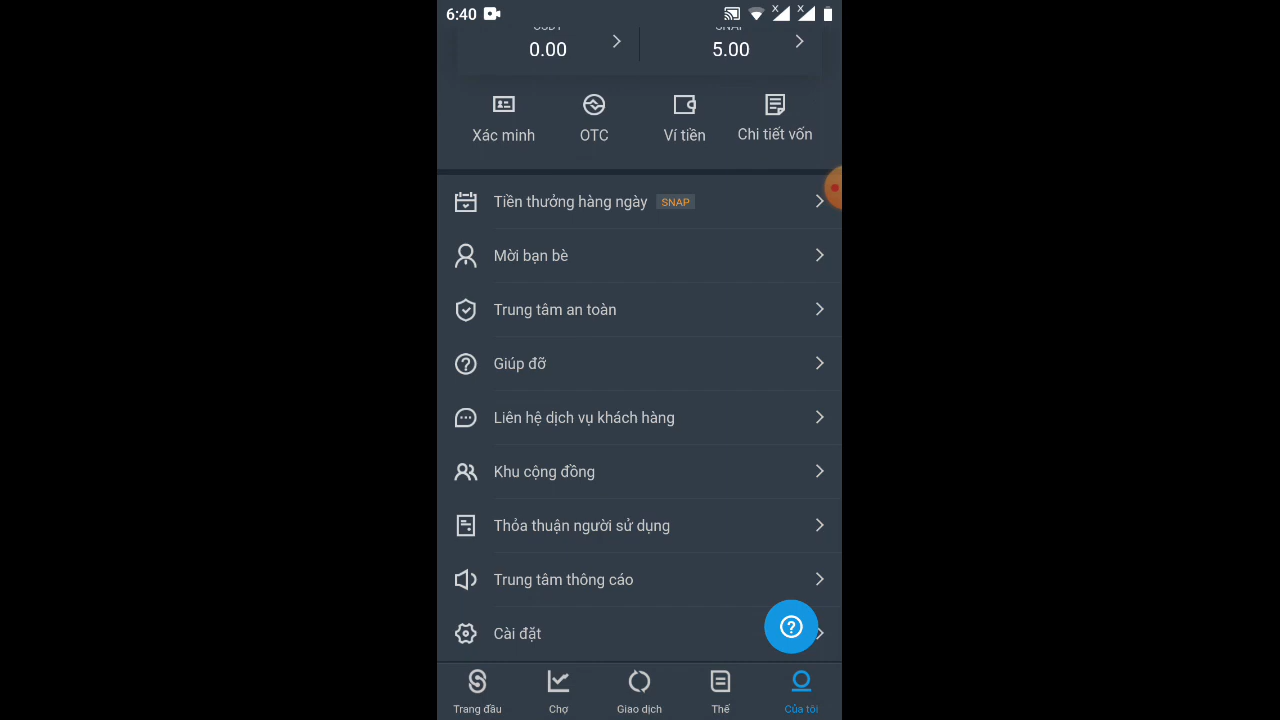 6:40
0.00
5.00
Xác minh
OTC
Ví tiền
Chi tiết vốn
Tiền thưởng hàng ngày SNAP
Mời bạn bè
Trung tâm an toàn
Giúp đỡ
Liên hệ dịch vụ khách hàng
Khu cộng đồng
Thỏa thuận người sử dụng
Trung tâm thông cáo
Cài đặt
Trang đầu
Chợ
Giao dịch
Thế
Của tôi